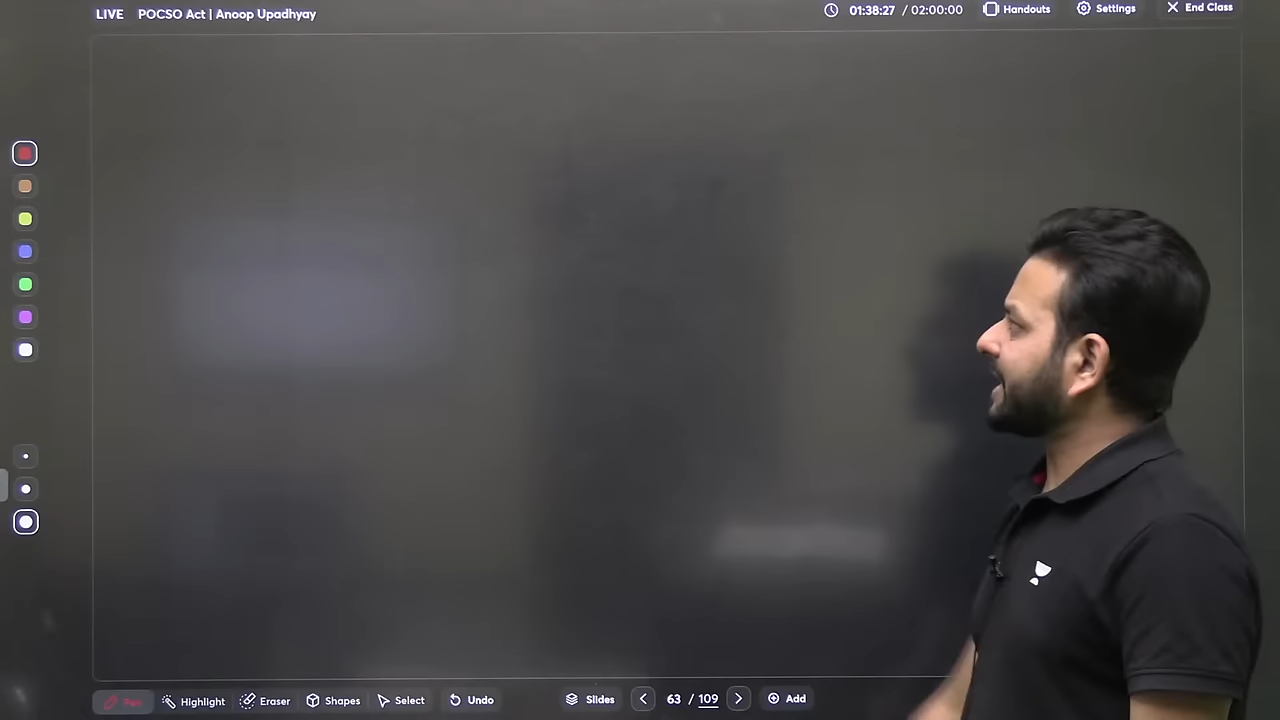 LIVE POCSO Act | Anoop Upadhyay 01:38:27 / 02:00:00 Handouts Settings End Class
Pen Highlight Eraser Shapes Select Undo Slides 63 / 109 Add